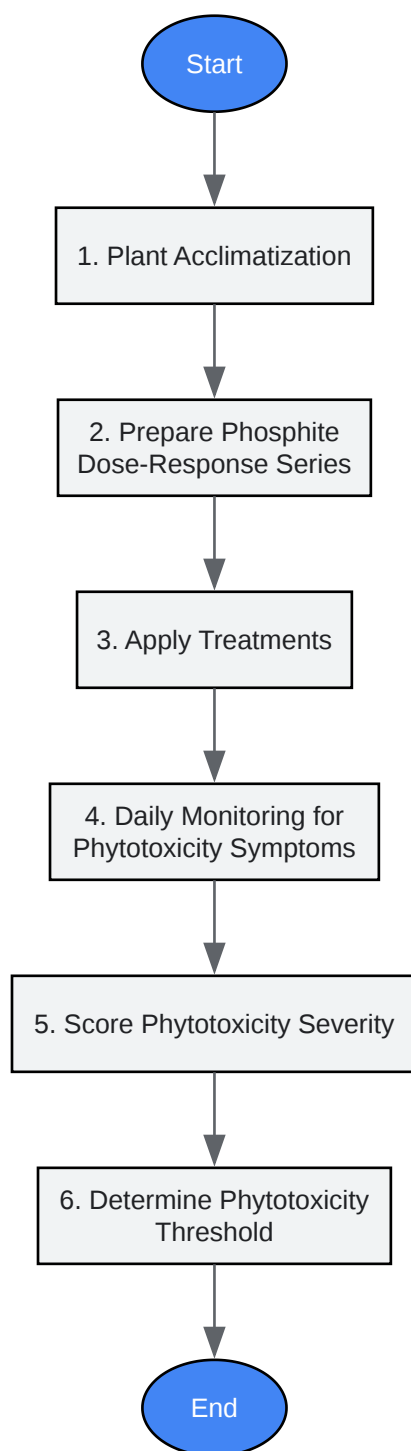 Start
1. Plant Acclimatization
2. Prepare Phosphite
Dose-Response Series
3. Apply Treatments
4. Daily Monitoring for
Phytotoxicity Symptoms
5. Score Phytotoxicity Severity
6. Determine Phytotoxicity
Threshold
End